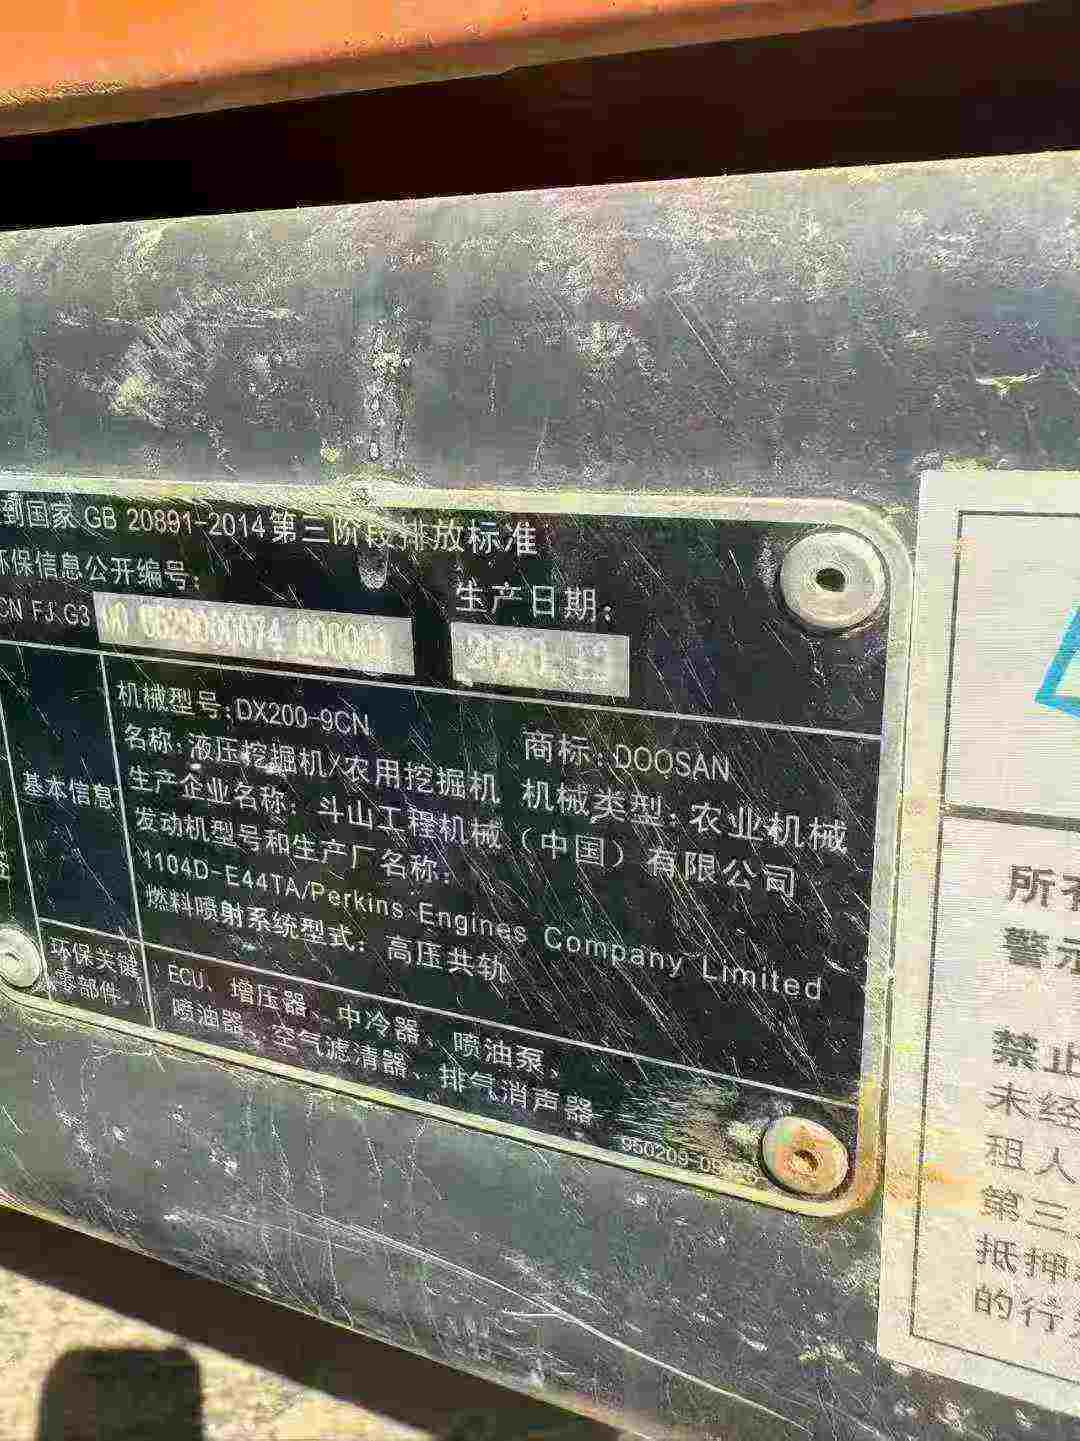 到国家GB 20891-2014第三阶段排放标准
环保信息公开编号:
CN FJ G3
生产日期:
机械型号:DX200-9CN
商标:DOOSAN
名称:液压挖掘机/农用挖掘机
机械类型:农业机械
生产企业名称:斗山工程机械(中国)有限公司
发动机型号和生产厂名称:
1104D-E44TA/Perkins Engines Company Limited
燃料喷射系统型式:高压共轨
基本信息
环保关键
零部件
ECU、增压器、中冷器、喷油泵、
喷油器、空气滤清器、排气消声器
所
警示
禁止
未经
租人
第三
抵押
的行